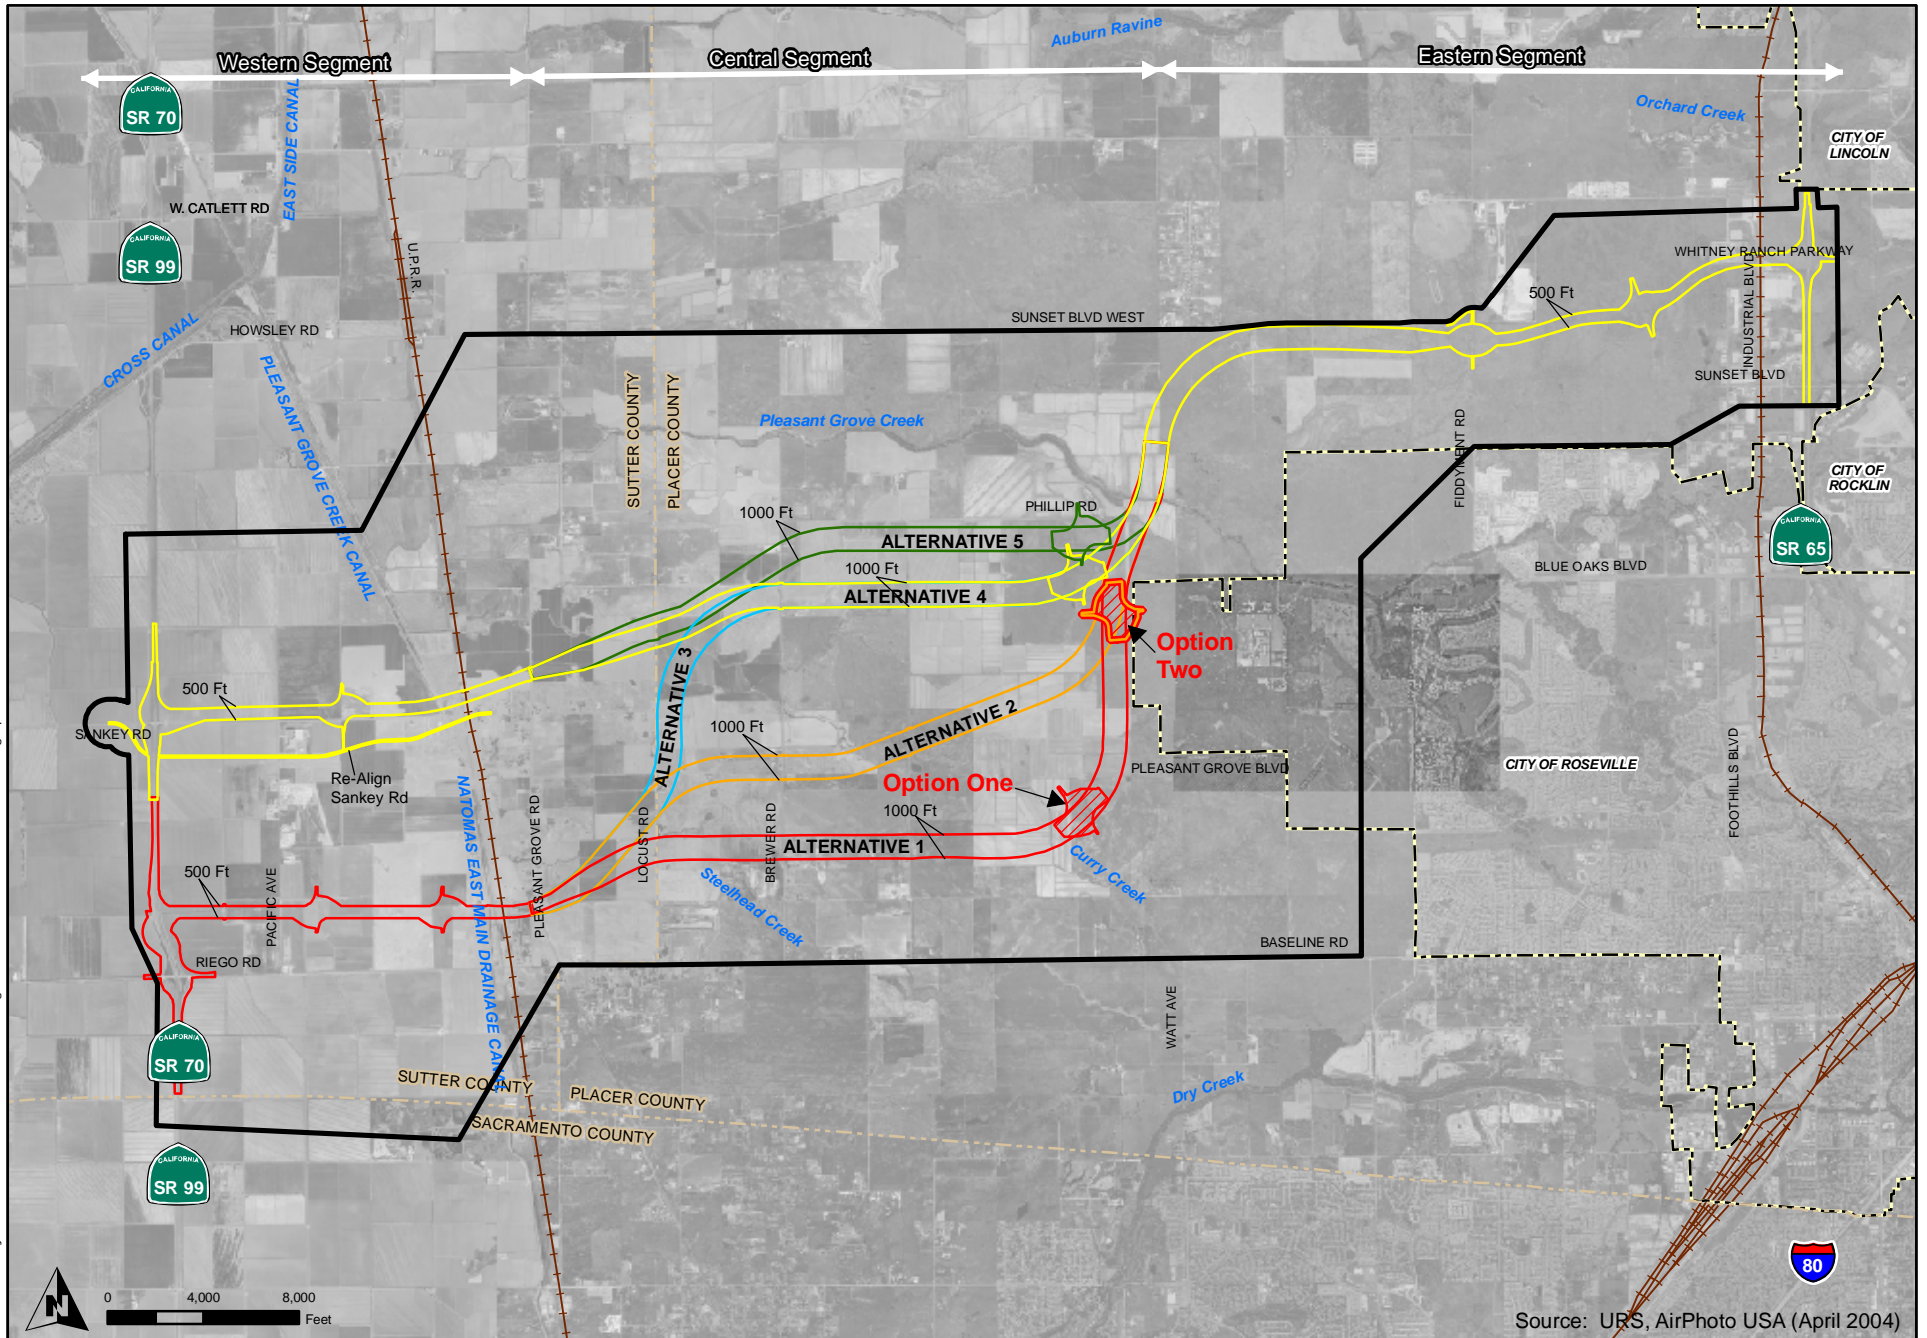 Auburn Ravine
Western Segment
Central Segment
Eastern Segment
CALIFORNIA
SR 70
EAST SIDE CANAL
Orchard Creek
CITY OF
LINCOLN
W. CATLETT RD
CALIFORNIA
SR 99
U.P.R.R.
WHITNEY RANCH PARKWAY
INDUSTRIAL BLVD
500 Ft
SUNSET BLVD WEST
HOWSLEY RD
CROSS CANAL
PLEASANT GROVE CREEK CANAL
SUNSET BLVD
SUTTER COUNTY
PLACER COUNTY
Pleasant Grove Creek
FIDDYMENT RD
CITY OF
ROCKLIN
CALIFORNIA
SR 65
PHILLIP RD
1000 Ft
ALTERNATIVE 5
1000 Ft
ALTERNATIVE 4
BLUE OAKS BLVD
Option
Two
ALTERNATIVE 3
500 Ft
SANKEY RD
1000 Ft
ALTERNATIVE 2
Re-Align
Sankey Rd
PLEASANT GROVE BLVD
CITY OF ROSEVILLE
FOOTHILLS BLVD
Option One
1000 Ft
NATOMAS EAST MAIN DRAINAGE CANAL
PLEASANT GROVE RD
LOCUST RD
BREWER RD
ALTERNATIVE 1
Curry Creek
Steelhead Creek
500 Ft
PACIFIC AVE
RIEGO RD
BASELINE RD
WATT AVE
CALIFORNIA
SR 70
SUTTER COUNTY
PLACER COUNTY
SACRAMENTO COUNTY
Dry Creek
CALIFORNIA
SR 99
80
N
0 4,000 8,000
Feet
Source: URS, AirPhoto USA (April 2004)